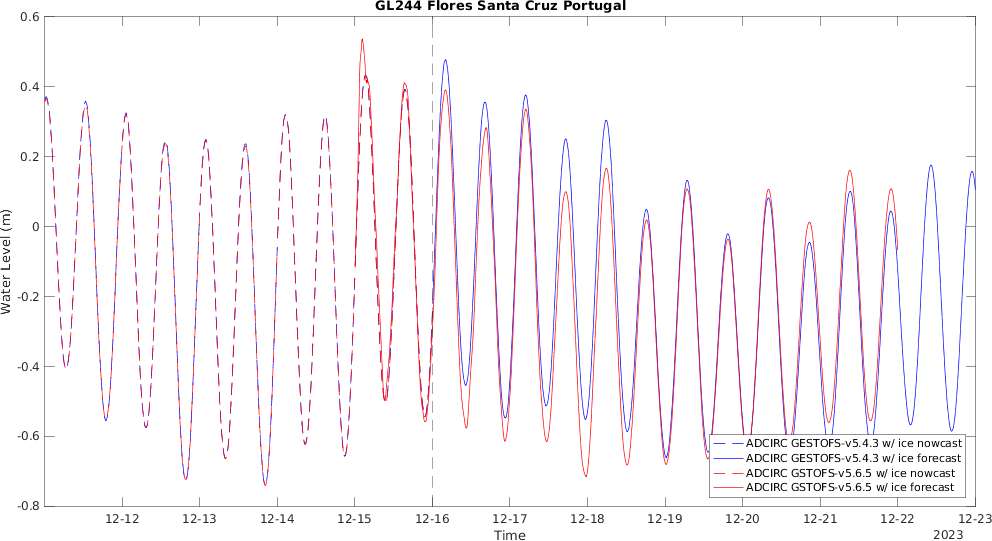 GL244 Flores Santa Cruz Portugal
Water Level (m)
0.6
0.4
0.2
0
-0.2
-0.4
-0.6
-0.8
ADCIRC GESTOFS-v5.4.3 w/ ice nowcast
ADCIRC GESTOFS-v5.4.3 w/ ice forecast
ADCIRC GSTOFS-v5.6.5 w/ ice nowcast
ADCIRC GSTOFS-v5.6.5 w/ ice forecast
12-12 12-13 12-14 12-15 12-16 12-17 12-18 12-19 12-20 12-21 12-22 12-23
Time
2023